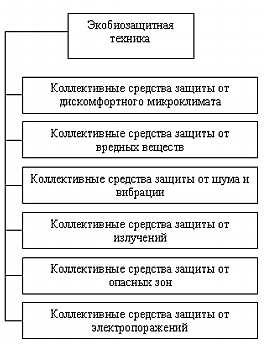 Экобиозащитная
техника
Коллективные средства защиты от
дискомфортного микроклимата
Коллективные средства защиты от
вредных веществ
Коллективные средства защиты от шума и
вибрации
Коллективные средства защиты от
излучений
Коллективные средства защиты от
опасных зон
Коллективные средства защиты от
электропоражений